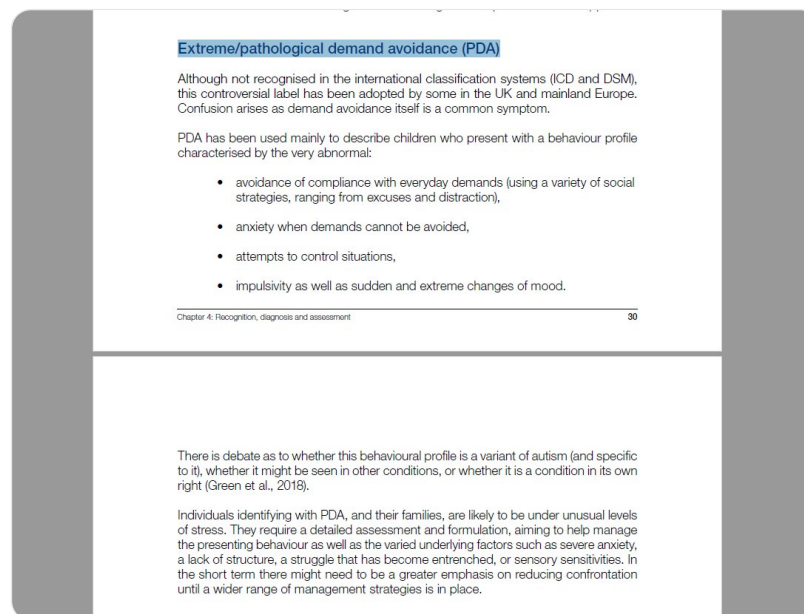 Extreme/pathological demand avoidance (PDA)
Although not recognised in the international classification systems (ICD and DSM),
this controversial label has been adopted by some in the UK and mainland Europe.
Confusion arises as demand avoidance itself is a common symptom.
PDA has been used mainly to describe children who present with a behaviour profile
characterised by the very abnormal:
• avoidance of compliance with everyday demands (using a variety of social
strategies, ranging from excuses and distraction),
• anxiety when demands cannot be avoided,
• attempts to control situations,
• impulsivity as well as sudden and extreme changes of mood.
Chapter 4: Recognition, diagnosis and assessment 30
There is debate as to whether this behavioural profile is a variant of autism (and specific
to it), whether it might be seen in other conditions, or whether it is a condition in its own
right (Green et al., 2018).
Individuals identifying with PDA, and their families, are likely to be under unusual levels
of stress. They require a detailed assessment and formulation, aiming to help manage
the presenting behaviour as well as the varied underlying factors such as severe anxiety,
a lack of structure, a struggle that has become entrenched, or sensory sensitivities. In
the short term there might need to be a greater emphasis on reducing confrontation
until a wider range of management strategies is in place.